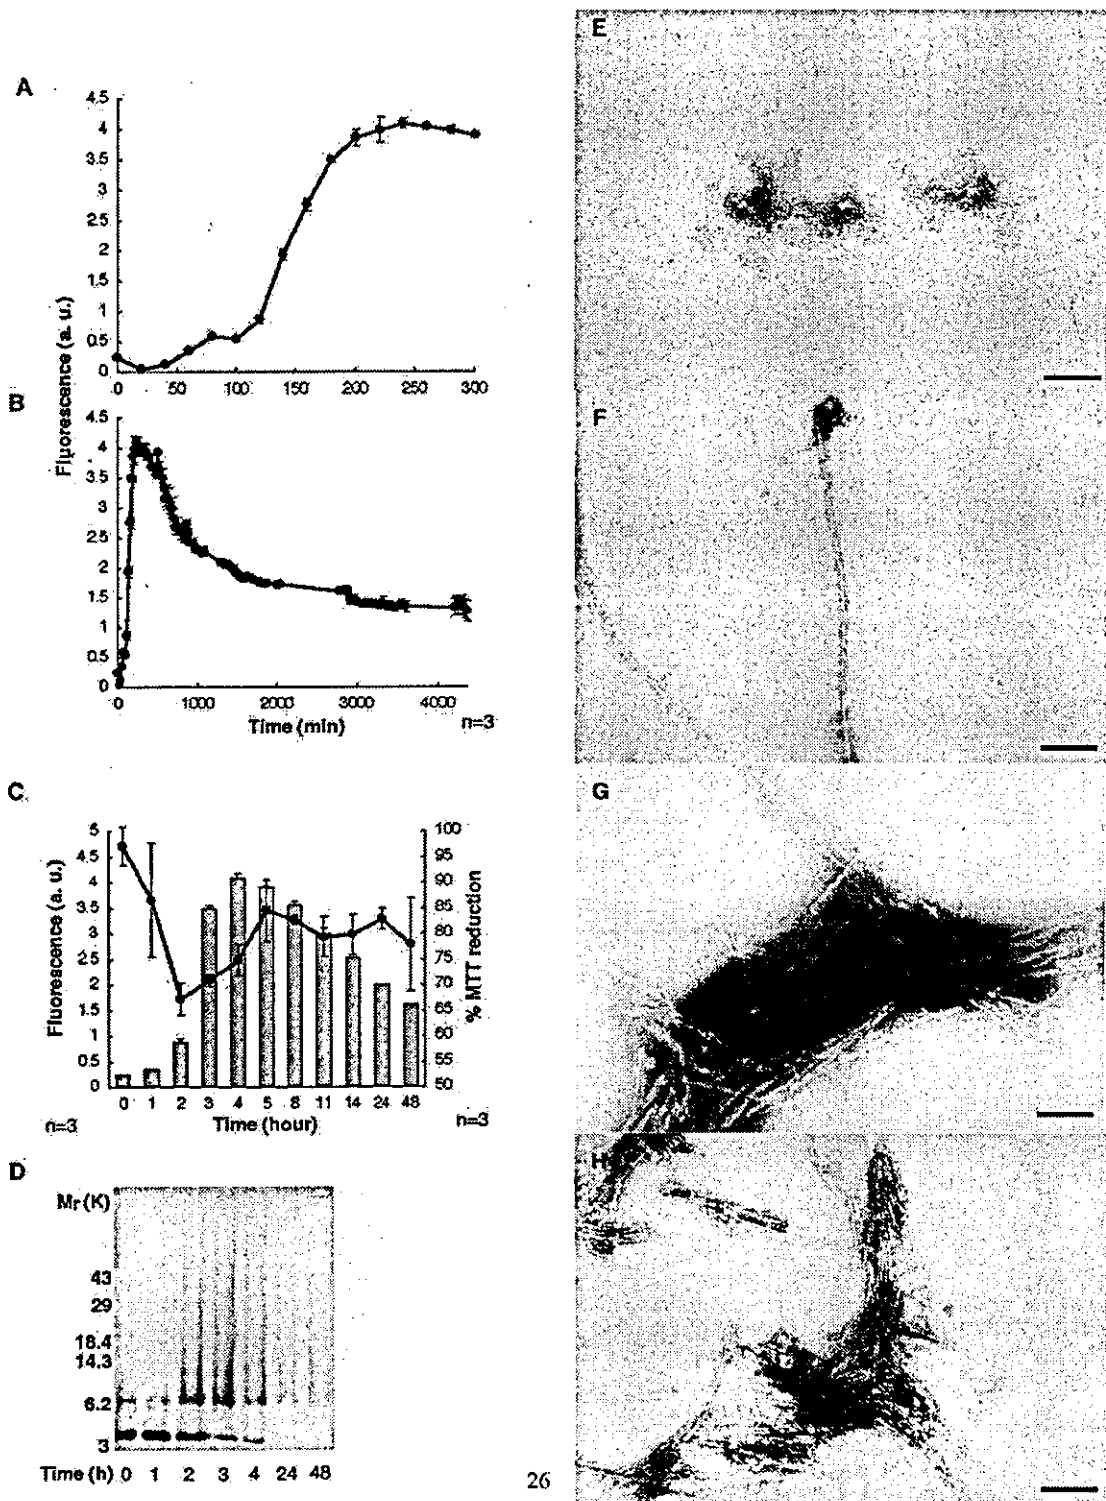 A
4.5
4
3.5
3
2.5
2
1.5
1
0.5
0
0 50 100 150 200 250 300
Fluorescence (a. u.)
B
4.5
4
3.5
3
2.5
2
1.5
1
0.5
0
0 1000 2000 3000 4000
Time (min)
n=3
C
5
4.5
4
3.5
3
2.5
2
1.5
1
0.5
0
Fluorescence (a. u.)
100
95
90
85
80
75
70
65
60
55
50
% MTT reduction
0 1 2 3 4 5 8 11 14 24 48
n=3
Time (hour)
n=3
D
Mr (K)
43
29
18.4
14.3
6.2
3
Time (h) 0 1 2 3 4 24 48
26
E
F
G
H